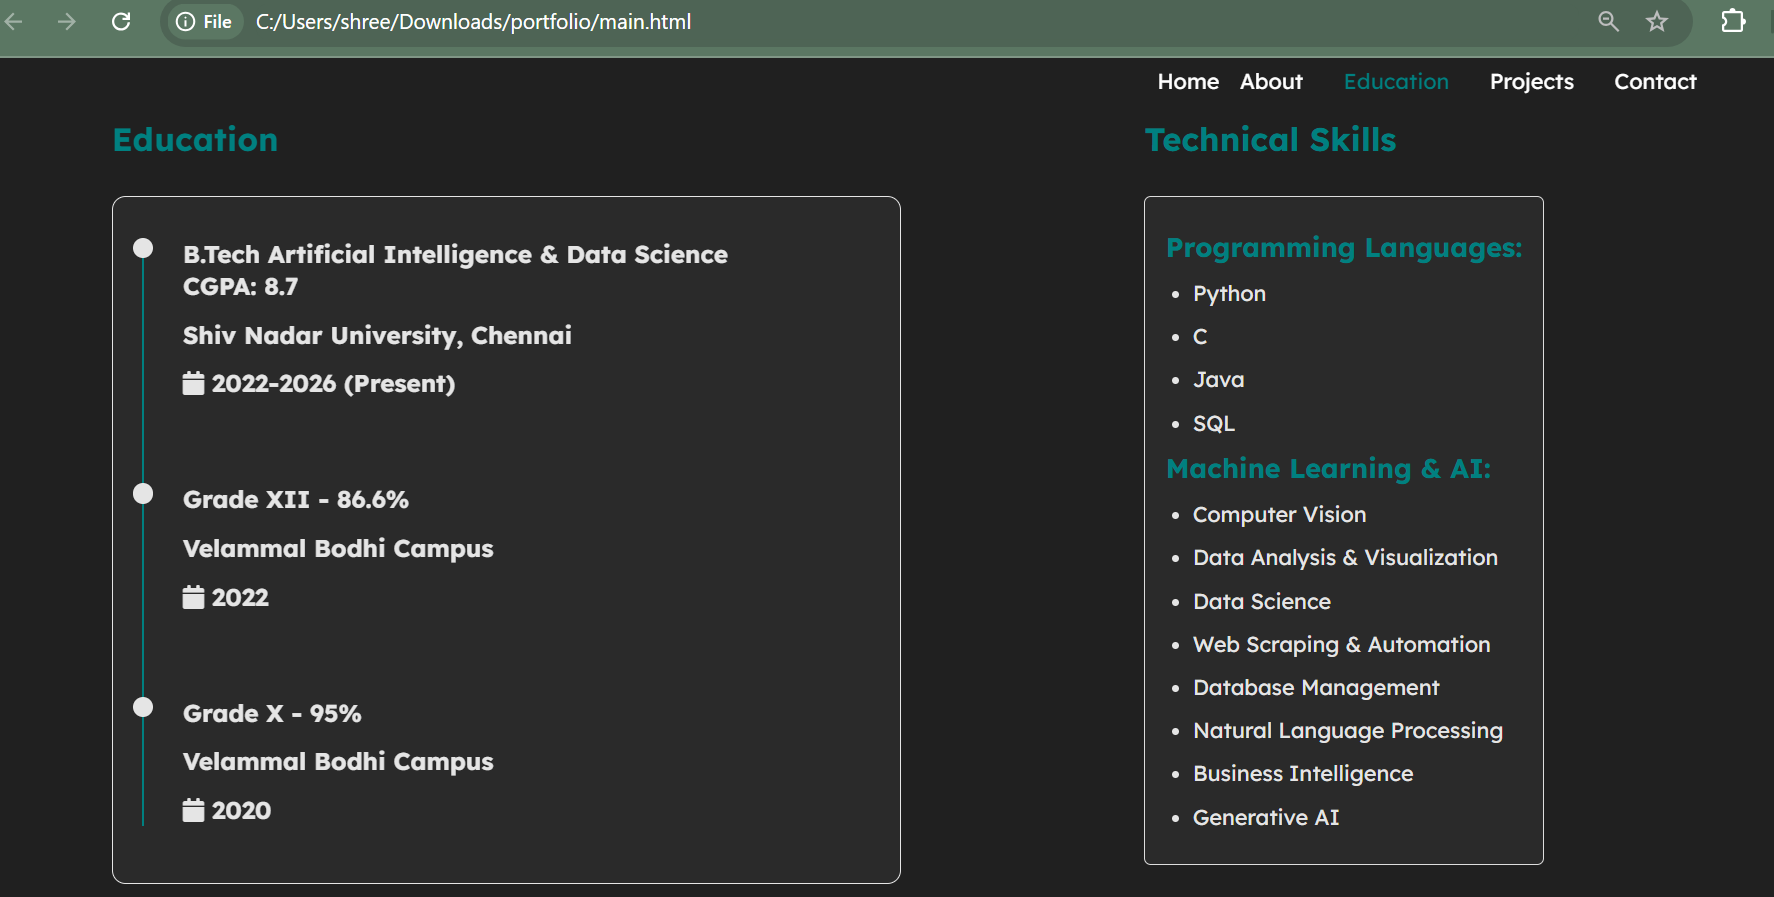 File C:/Users/shree/Downloads/portfolio/main.html
Home About Education Projects Contact
Education
B.Tech Artificial Intelligence & Data Science
CGPA: 8.7
Shiv Nadar University, Chennai
2022-2026 (Present)
Grade XII - 86.6%
Velammal Bodhi Campus
2022
Grade X - 95%
Velammal Bodhi Campus
2020
Technical Skills
Programming Languages:
• Python
• C
• Java
• SQL
Machine Learning & AI:
• Computer Vision
• Data Analysis & Visualization
• Data Science
• Web Scraping & Automation
• Database Management
• Natural Language Processing
• Business Intelligence
• Generative AI